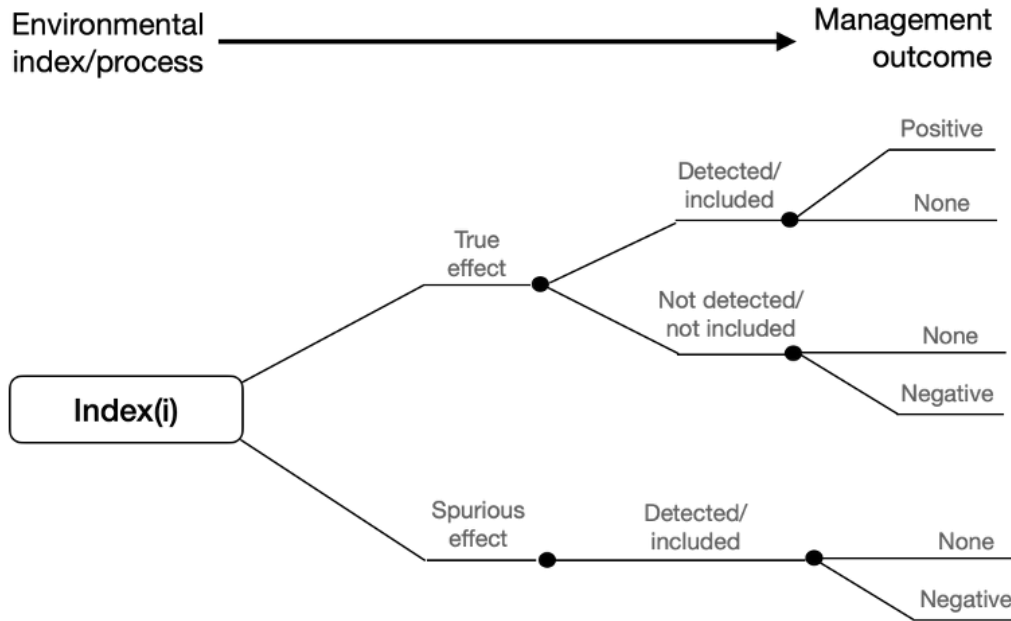 Environmental
index/process
Management
outcome
Positive
Detected/
included
None
True
effect
Not detected/
not included
None
Negative
Index(i)
Spurious
effect
Detected/
included
None
Negative